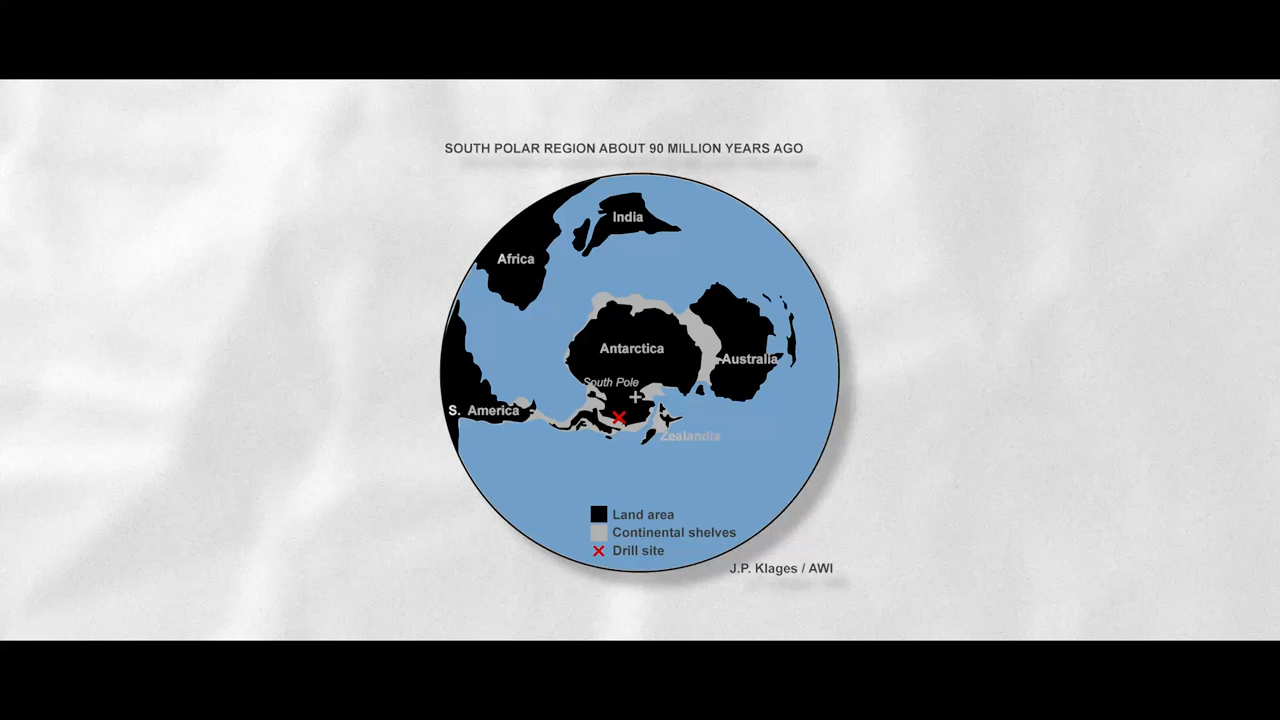 SOUTH POLAR REGION ABOUT 90 MILLION YEARS AGO
India
Africa
Antarctica
Australia
South Pole
S. America
Zealandia
Land area
Continental shelves
Drill site
J.P. Klages / AWI